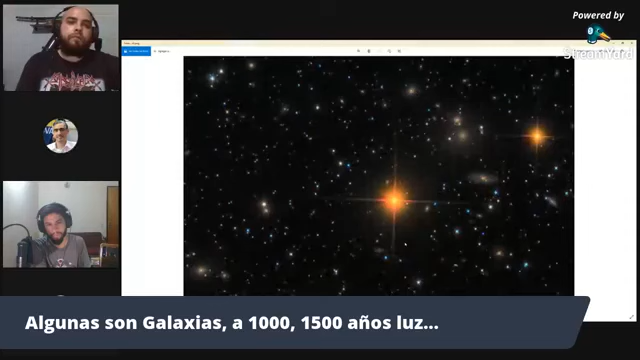 Powered by
StreamYard
Algunas son Galaxias, a 1000, 1500 años luz...